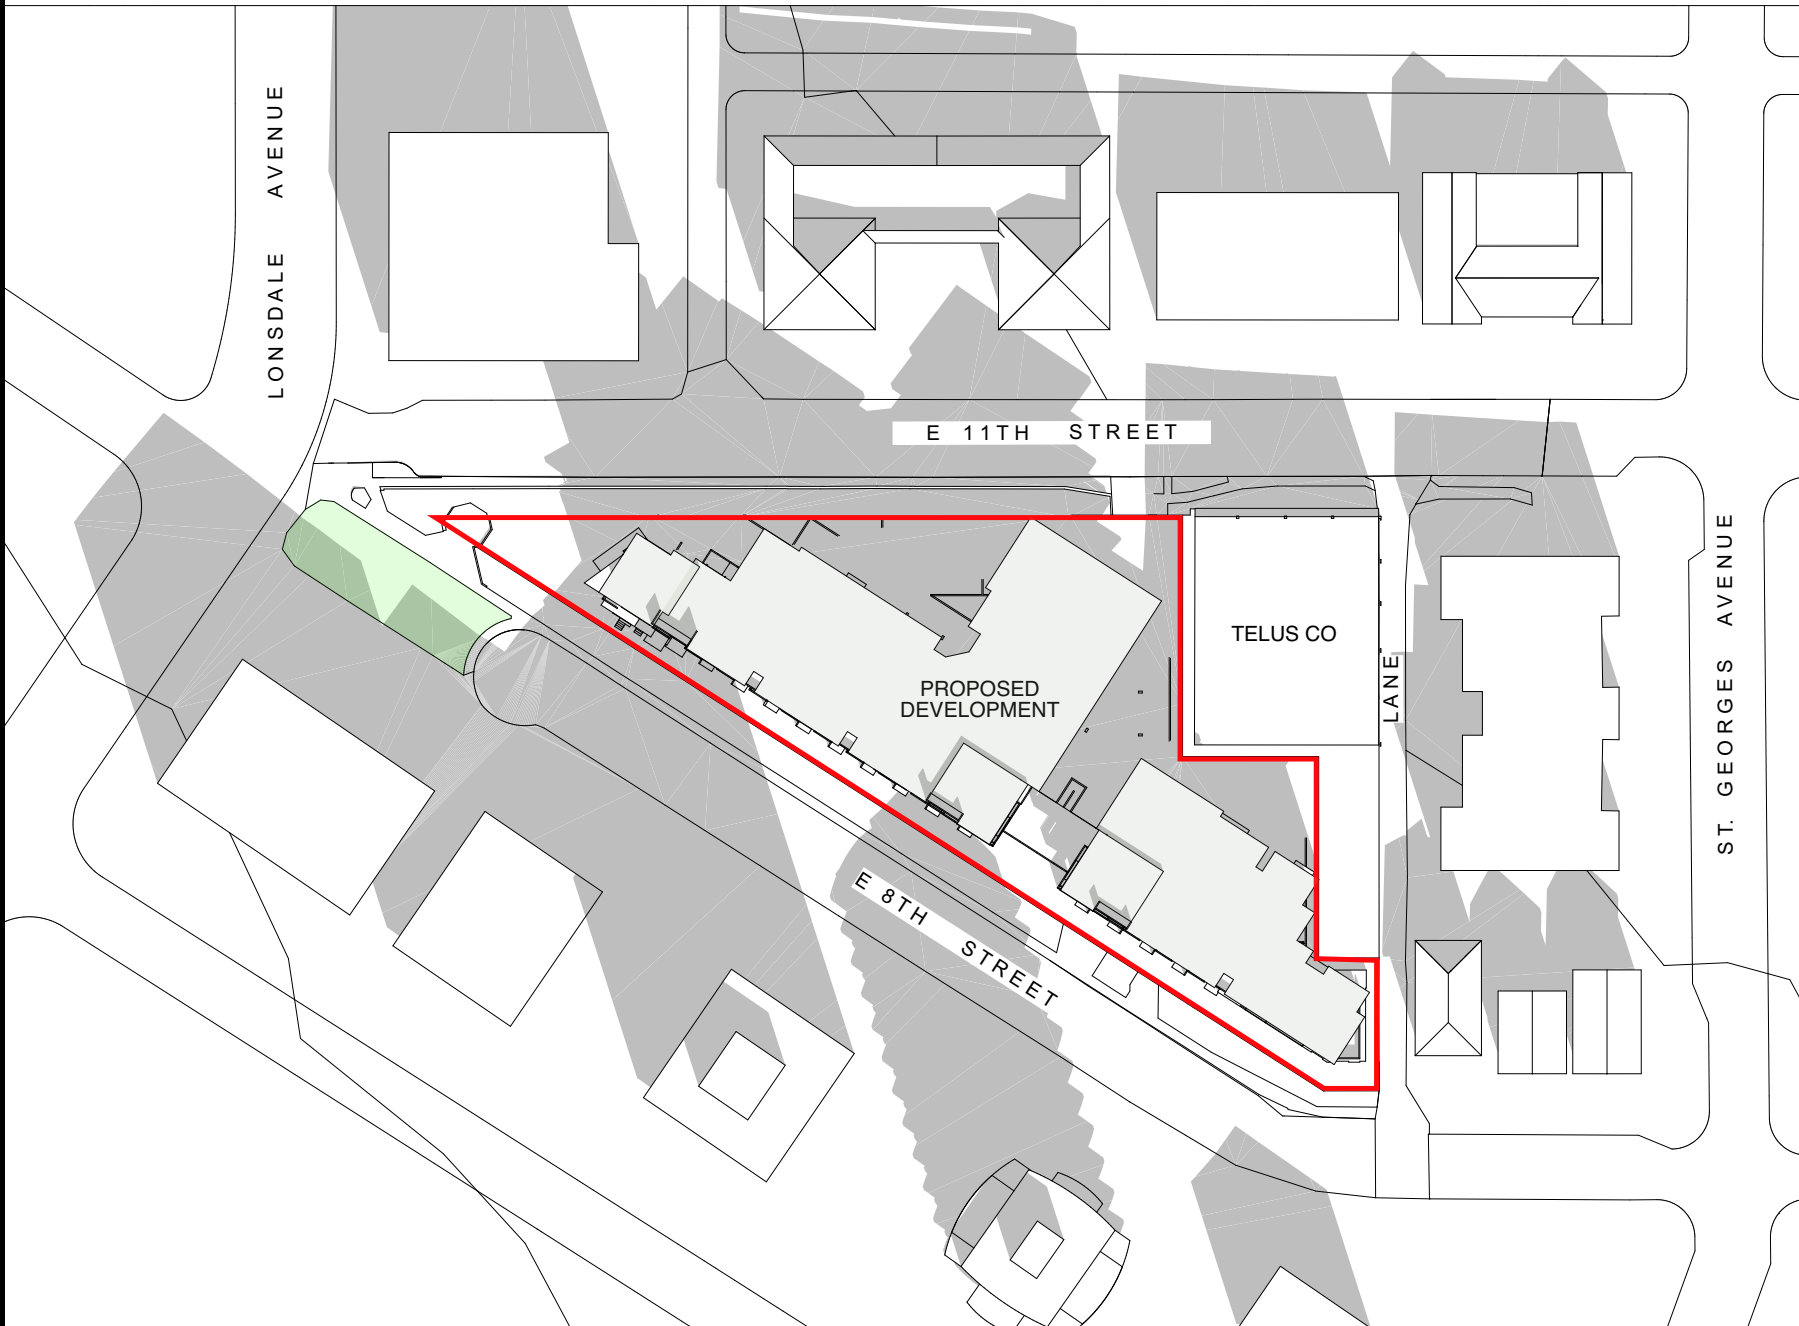 LONSDALE AVENUE
E 11TH STREET
TELUS CO
LANE
PROPOSED
DEVELOPMENT
ST. GEORGES AVENUE
E 8TH STREET